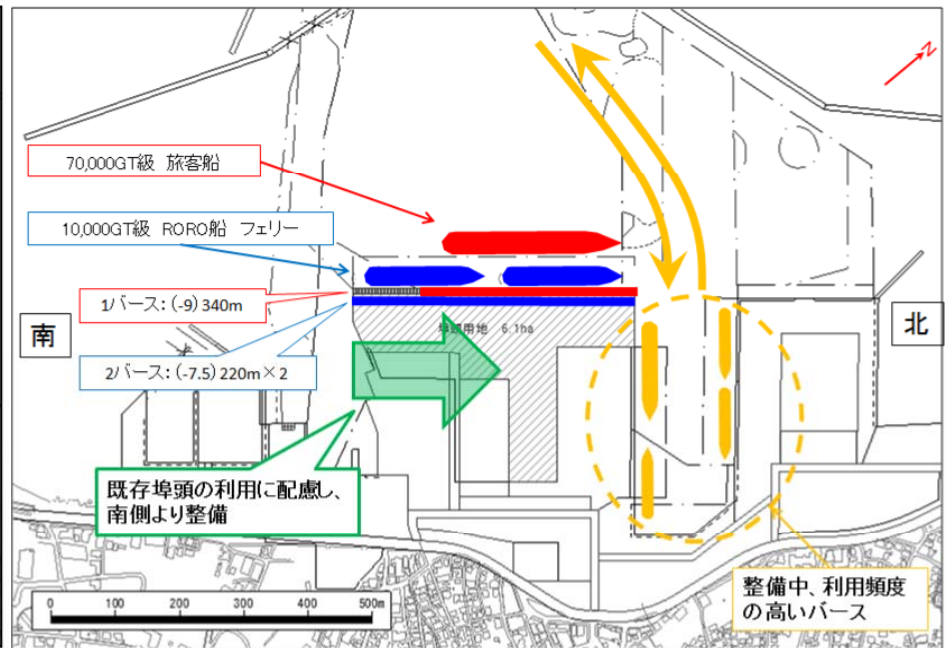 N
70,000GT級 旅客船
10,000GT級 RORO船 フェリー
1バース：(-9) 340m
2バース：(-7.5) 220m×2
南
北
埠頭用地 6.1ha
既存埠頭の利用に配慮し、
南側より整備
整備中、利用頻度
の高いバース
0 100 200 300 400 500m